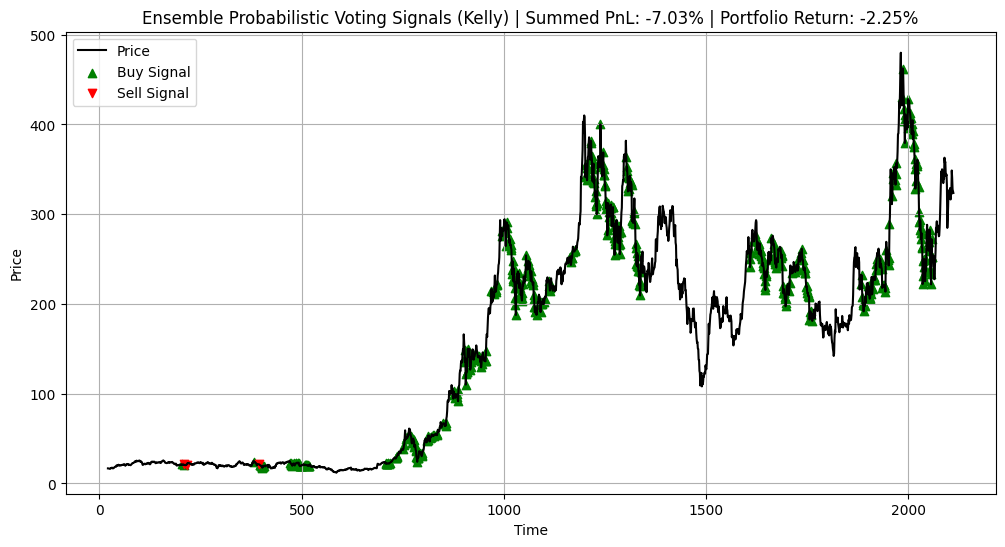 Ensemble Probabilistic Voting Signals (Kelly) | Summed PnL: -7.03% | Portfolio Return: -2.25%
Price
Buy Signal
Sell Signal
500
400
300
200
100
0
Price
0
500
1000
1500
2000
Time